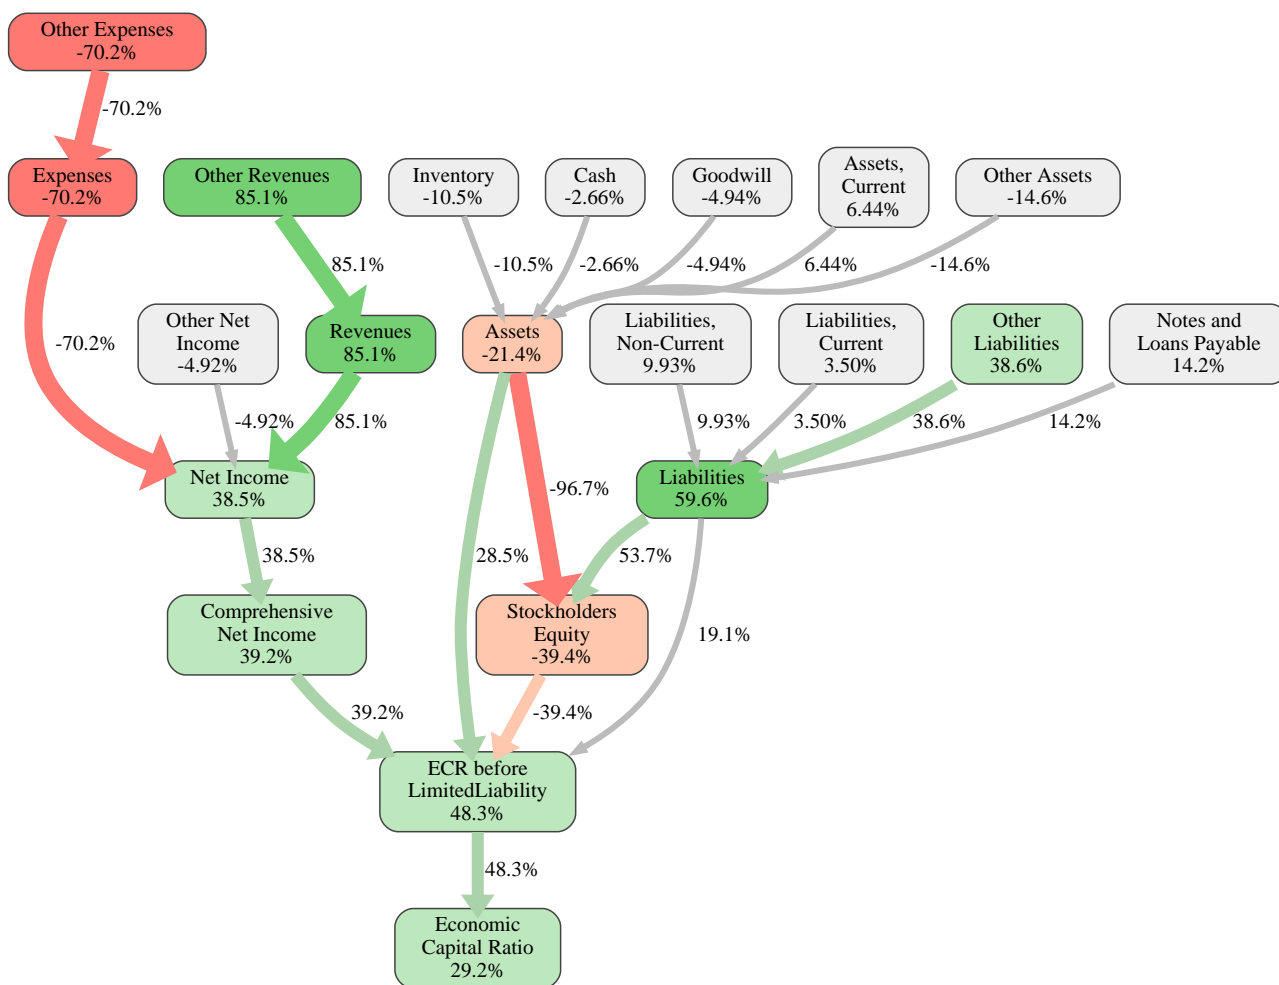 Other Expenses
-70.2%
-70.2%
Expenses
-70.2%
Other Revenues
85.1%
Inventory
-10.5%
Cash
-2.66%
Goodwill
-4.94%
Assets,
Current
6.44%
Other Assets
-14.6%
85.1%
-10.5%
-2.66%
-4.94%
6.44%
-14.6%
-70.2%
Other Net
Income
-4.92%
Revenues
85.1%
Assets
-21.4%
Liabilities,
Non-Current
9.93%
Liabilities,
Current
3.50%
Other
Liabilities
38.6%
Notes and
Loans Payable
14.2%
-4.92%
85.1%
9.93%
3.50%
38.6%
14.2%
Net Income
38.5%
-96.7%
Liabilities
59.6%
38.5%
28.5%
53.7%
Comprehensive
Net Income
39.2%
Stockholders
Equity
-39.4%
19.1%
39.2%
-39.4%
ECR before
LimitedLiability
48.3%
48.3%
Economic
Capital Ratio
29.2%